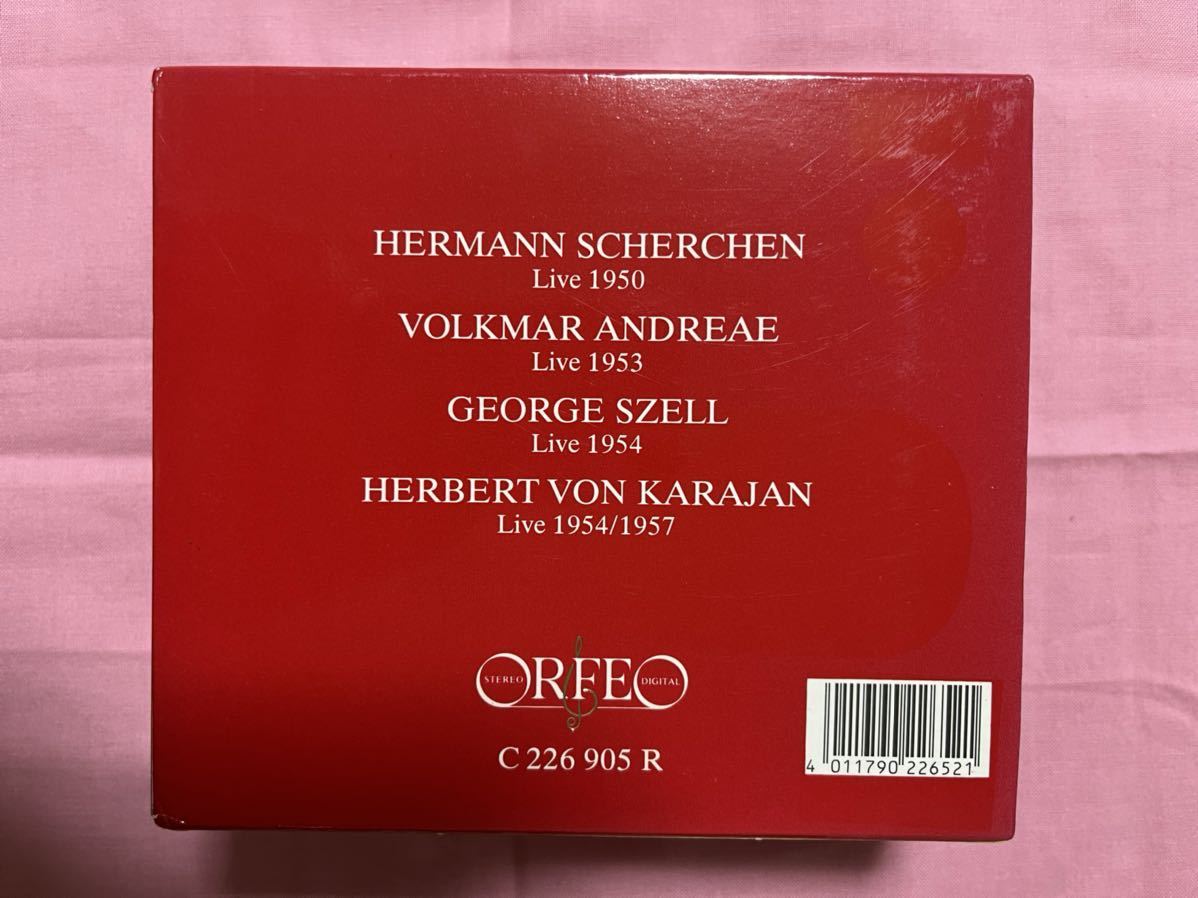 HERMANN SCHERCHEN
Live 1950
VOLKMAR ANDREAE
Live 1953
GEORGE SZELL
Live 1954
HERBERT VON KARAJAN
Live 1954/1957
STEREO ORFEO DIGITAL
C 226 905 R
4 011790 226521